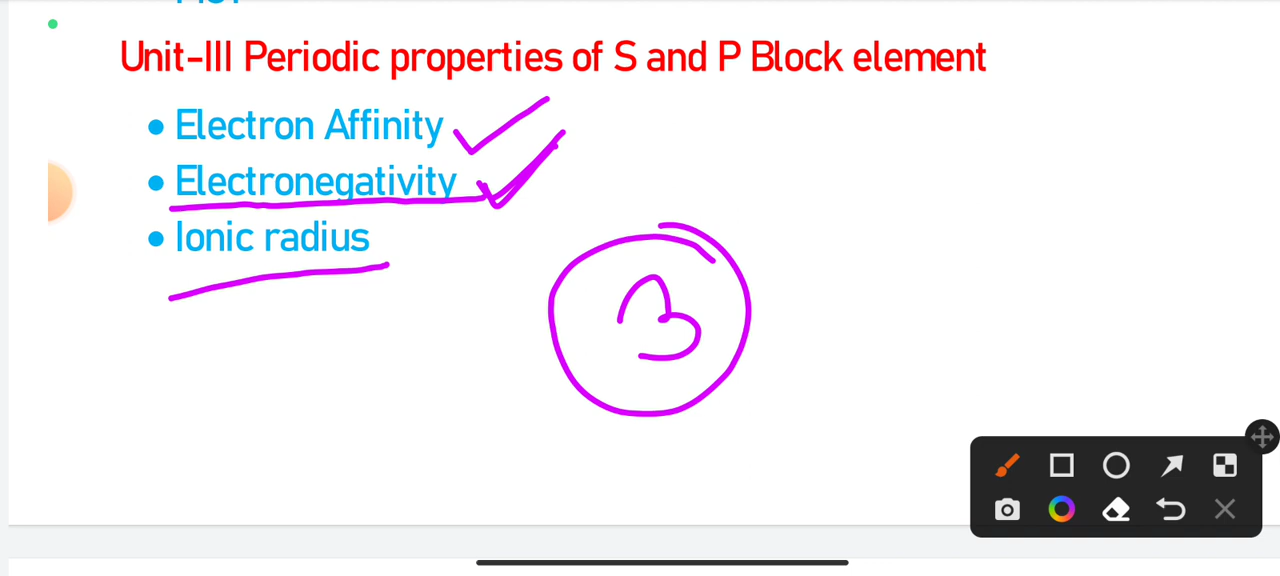 Unit-III Periodic properties of S and P Block element
• Electron Affinity
• Electronegativity
• Ionic radius
3